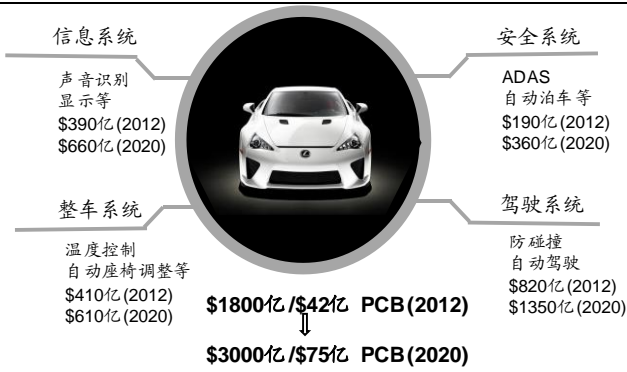 信息系统
声音识别
显示等
$390亿(2012)
$660亿(2020)
安全系统
ADAS
自动泊车等
$190亿(2012)
$360亿(2020)
整车系统
温度控制
自动座椅调整等
$410亿(2012)
$610亿(2020)
驾驶系统
防碰撞
自动驾驶
$820亿(2012)
$1350亿(2020)
$1800亿/$42亿 PCB(2012)
⇩
$3000亿/$75亿 PCB(2020)